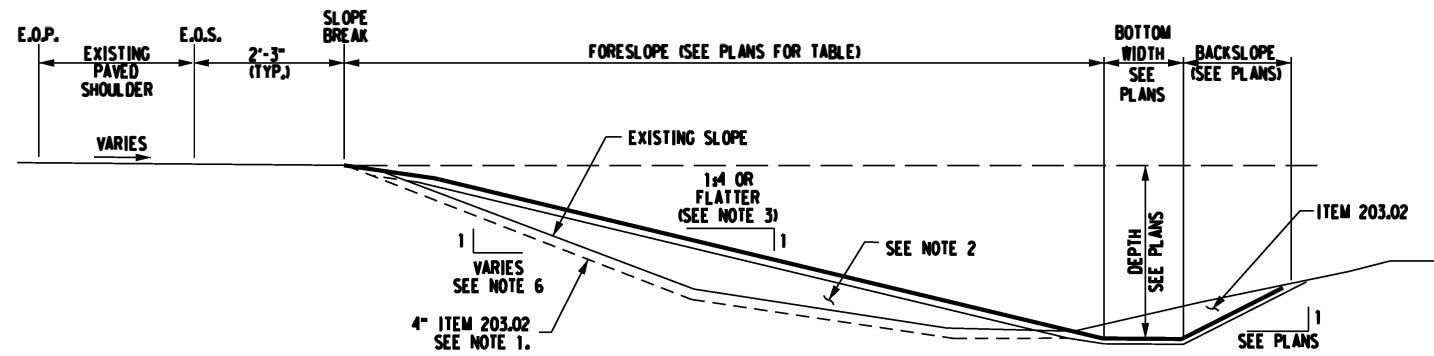 E.O.P.
EXISTING
PAVED
SHOULDER
E.O.S.
2'-3"
(TYP.)
SLOPE
BREAK
FORESLOPE (SEE PLANS FOR TABLE)
BOTTOM
WIDTH
SEE
PLANS
BACKSLOPE
(SEE PLANS)
VARIES
EXISTING SLOPE
1:4 OR
FLATTER
(SEE NOTE 3)
1
1
VARIES
SEE NOTE 6
4" ITEM 203.02
SEE NOTE 1.
SEE NOTE 2
DEPTH
SEE PLANS
ITEM 203.02
1
SEE PLANS